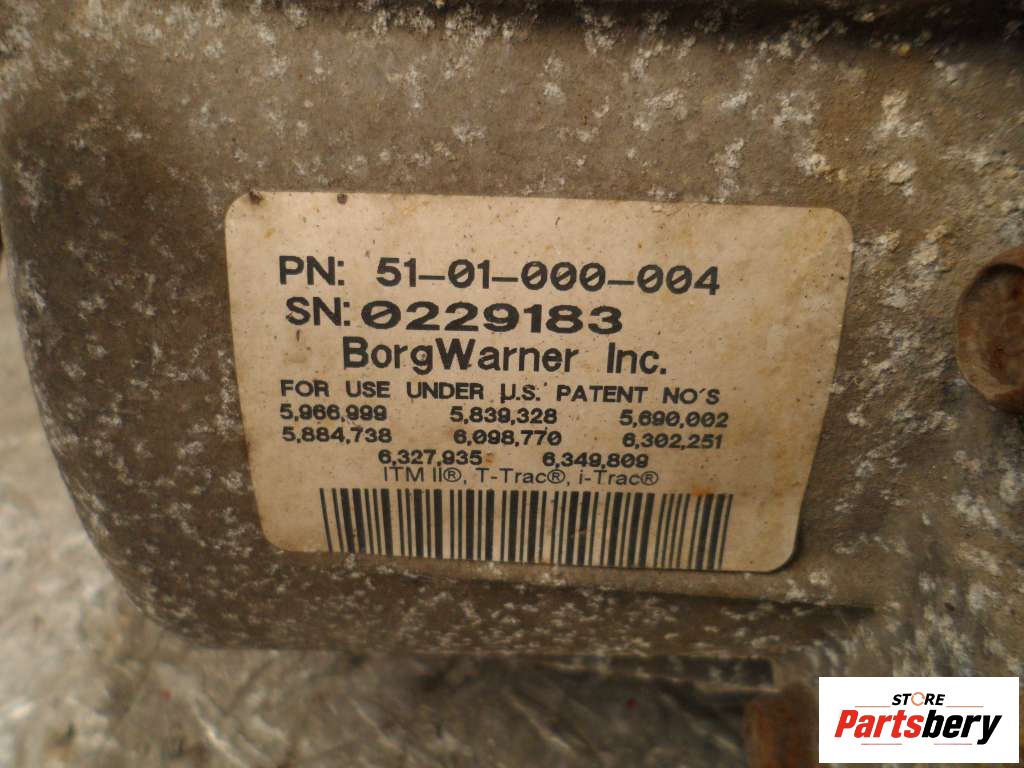 PN: 51-01-000-004
SN: 0229183
BorgWarner Inc.
FOR USE UNDER µ.S. PATENT NO'S
5,966,999 5,839,328 5,690,002
5,884,738 6,098,770 6,302,251
6,327,935 6,349,809
ITM II®, T-Trac®, i-Trac®
STORE
Partsbery